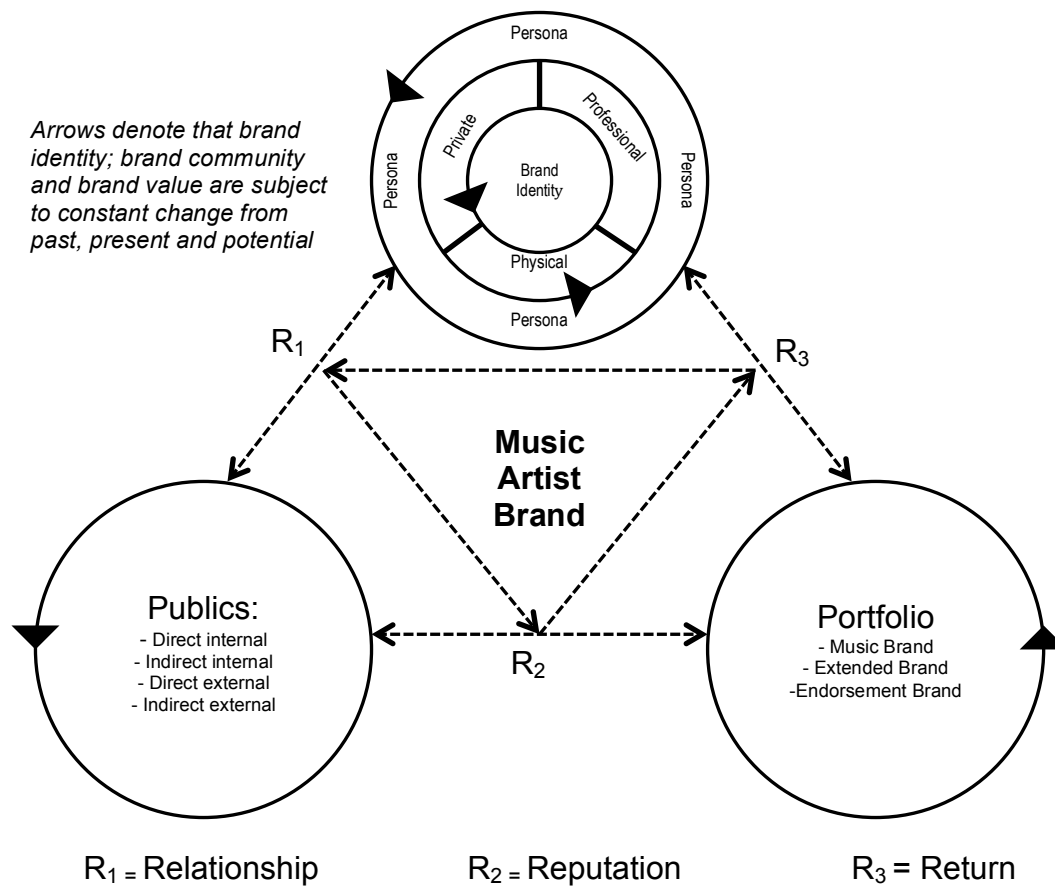 Persona
Private
Professional
Persona
Persona
Brand
Identity
Physical
Persona
Arrows denote that brand
identity; brand community
and brand value are subject
to constant change from
past, present and potential
R₁
R₃
Music
Artist
Brand
Publics:
- Direct internal
- Indirect internal
- Direct external
- Indirect external
R₂
Portfolio
- Music Brand
- Extended Brand
-Endorsement Brand
R₁ = Relationship
R₂ = Reputation
R₃ = Return